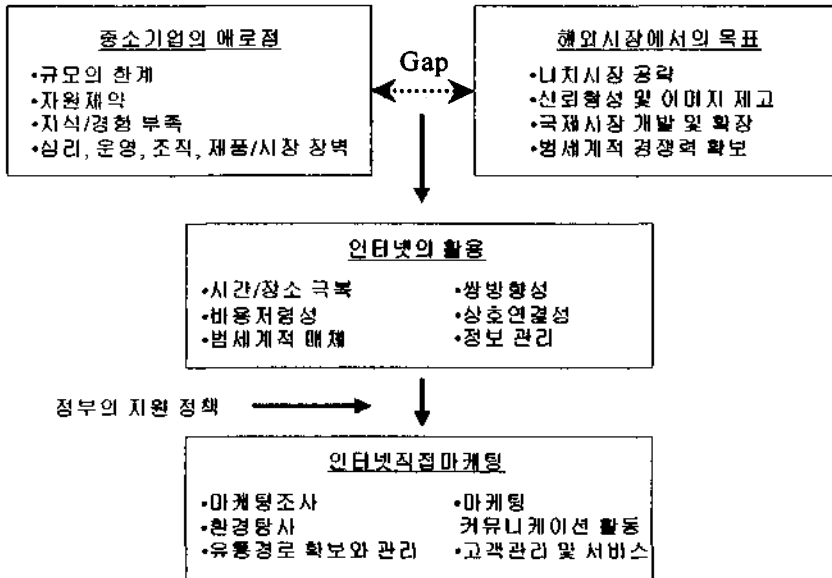 중소기업의 애로점
•규모의 한계
•자원제약
•지식/경험 부족
•심리, 운영, 조직, 제품/시장 장벽
Gap
해외시장에서의 목표
•니치시장 공략
•신뢰형성 및 이미지 제고
•국제시장 개발 및 확장
•범세계적 경쟁력 확보
인터넷의 활용
•시간/장소 극복
•비용저렴성
•범세계적 매체
•쌍방향성
•상호연결성
•정보 관리
정부의 지원 정책
인터넷직접마케팅
•마케팅조사
•환경탐사
•유통경로 확보와 관리
•마케팅
커뮤니케이션 활동
•고객관리 및 서비스